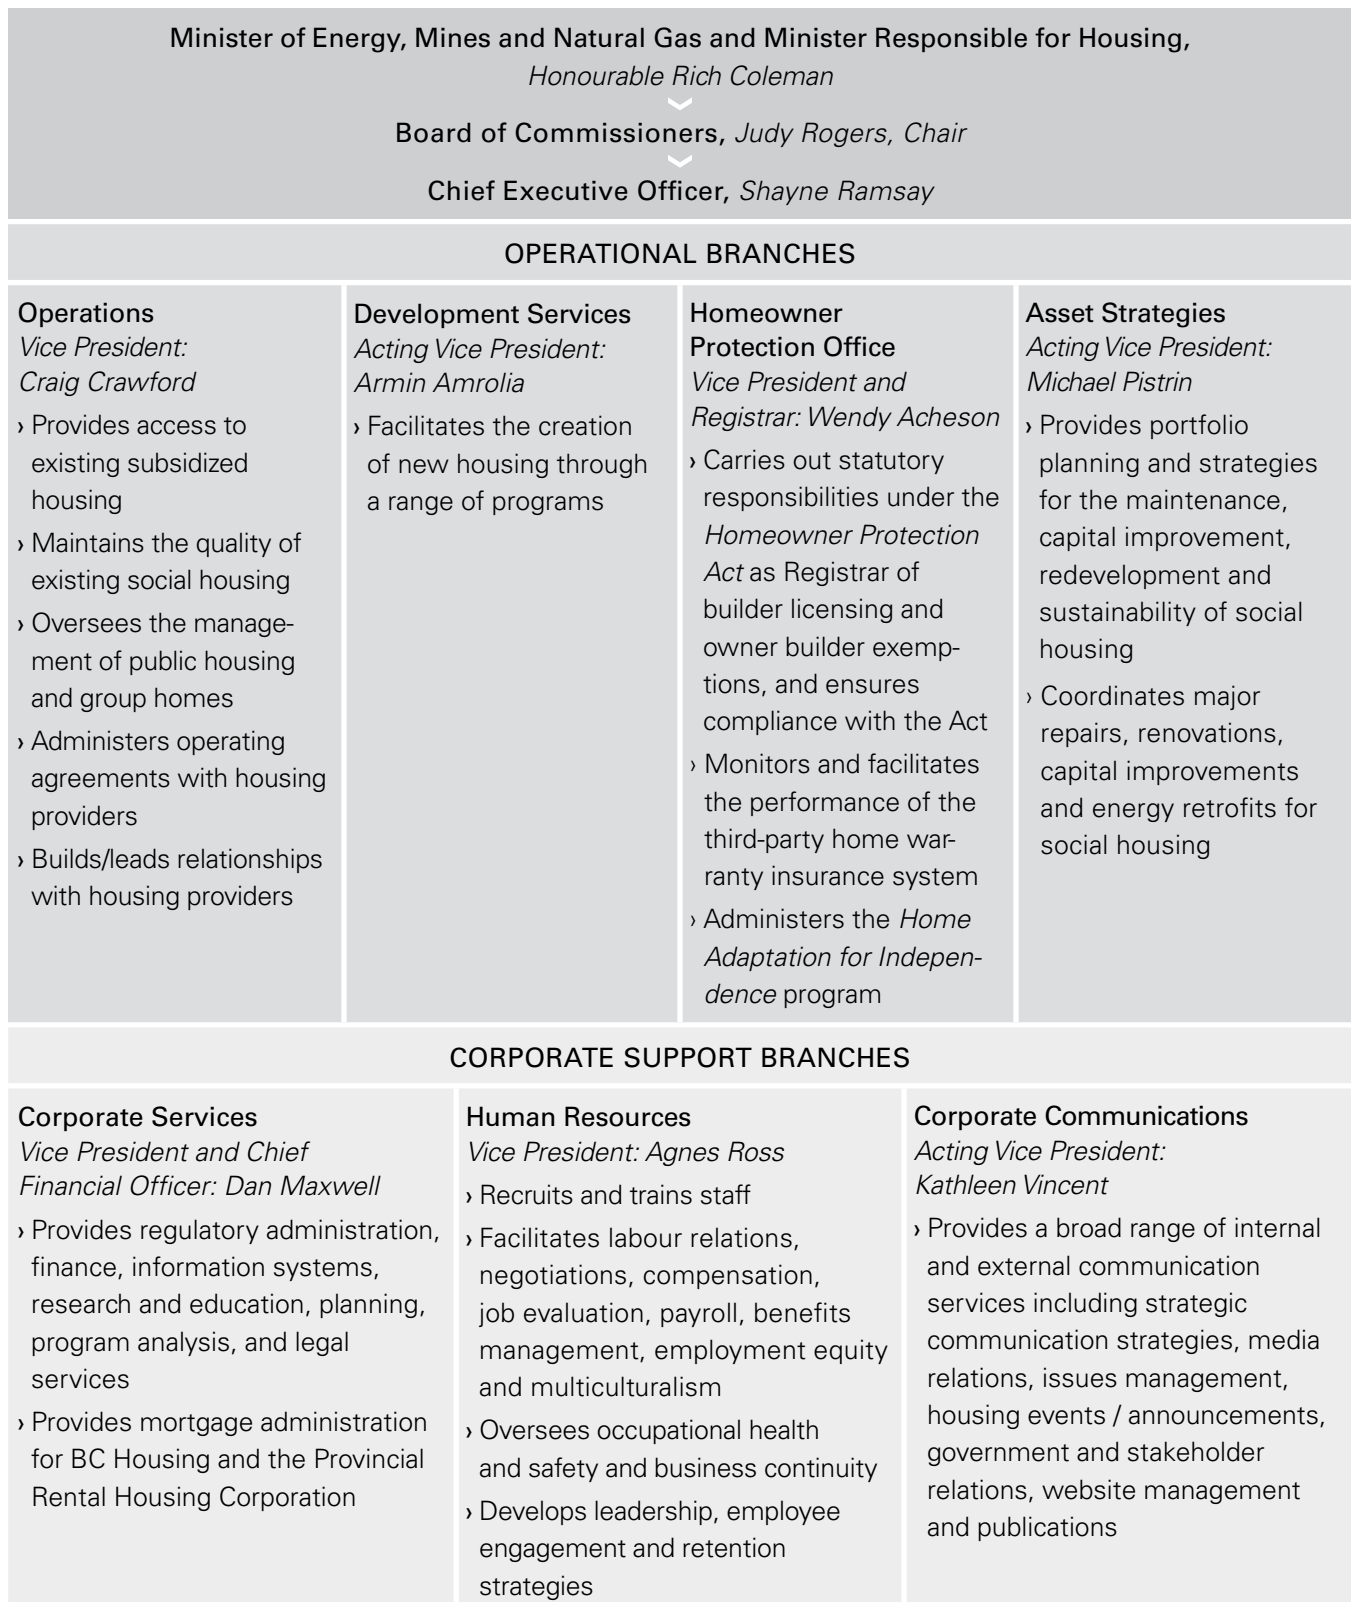 Minister of Energy, Mines and Natural Gas and Minister Responsible for Housing,
Honourable Rich Coleman
Board of Commissioners, Judy Rogers, Chair
Chief Executive Officer, Shayne Ramsay
OPERATIONAL BRANCHES
Operations
Vice President:
Craig Crawford
› Provides access to
existing subsidized
housing
› Maintains the quality of
existing social housing
› Oversees the manage-
ment of public housing
and group homes
› Administers operating
agreements with housing
providers
› Builds/leads relationships
with housing providers
Development Services
Acting Vice President:
Armin Amrolia
› Facilitates the creation
of new housing through
a range of programs
Homeowner
Protection Office
Vice President and
Registrar: Wendy Acheson
› Carries out statutory
responsibilities under the
Homeowner Protection
Act as Registrar of
builder licensing and
owner builder exemp-
tions, and ensures
compliance with the Act
› Monitors and facilitates
the performance of the
third-party home war-
ranty insurance system
› Administers the Home
Adaptation for Indepen-
dence program
Asset Strategies
Acting Vice President:
Michael Pistrin
› Provides portfolio
planning and strategies
for the maintenance,
capital improvement,
redevelopment and
sustainability of social
housing
› Coordinates major
repairs, renovations,
capital improvements
and energy retrofits for
social housing
CORPORATE SUPPORT BRANCHES
Corporate Services
Vice President and Chief
Financial Officer: Dan Maxwell
› Provides regulatory administration,
finance, information systems,
research and education, planning,
program analysis, and legal
services
› Provides mortgage administration
for BC Housing and the Provincial
Rental Housing Corporation
Human Resources
Vice President: Agnes Ross
› Recruits and trains staff
› Facilitates labour relations,
negotiations, compensation,
job evaluation, payroll, benefits
management, employment equity
and multiculturalism
› Oversees occupational health
and safety and business continuity
› Develops leadership, employee
engagement and retention
strategies
Corporate Communications
Acting Vice President:
Kathleen Vincent
› Provides a broad range of internal
and external communication
services including strategic
communication strategies, media
relations, issues management,
housing events / announcements,
government and stakeholder
relations, website management
and publications